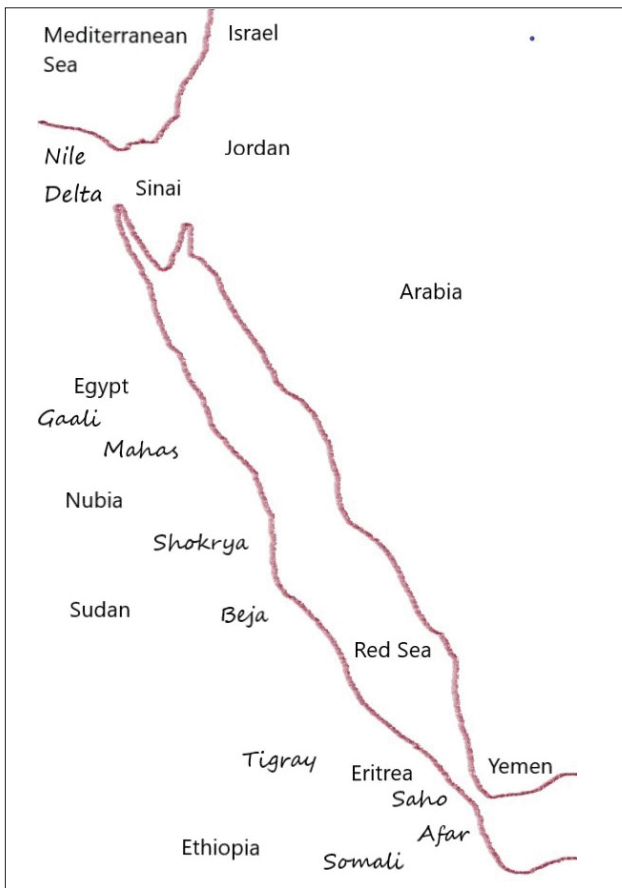 Mediterranean
Sea
Israel
Nile
Delta
Sinai
Jordan
Arabia
Egypt
Gaali
Mahas
Nubia
Shokrya
Sudan
Beja
Red Sea
Tigray
Eritrea
Yemen
Saho
Afar
Ethiopia
Somali